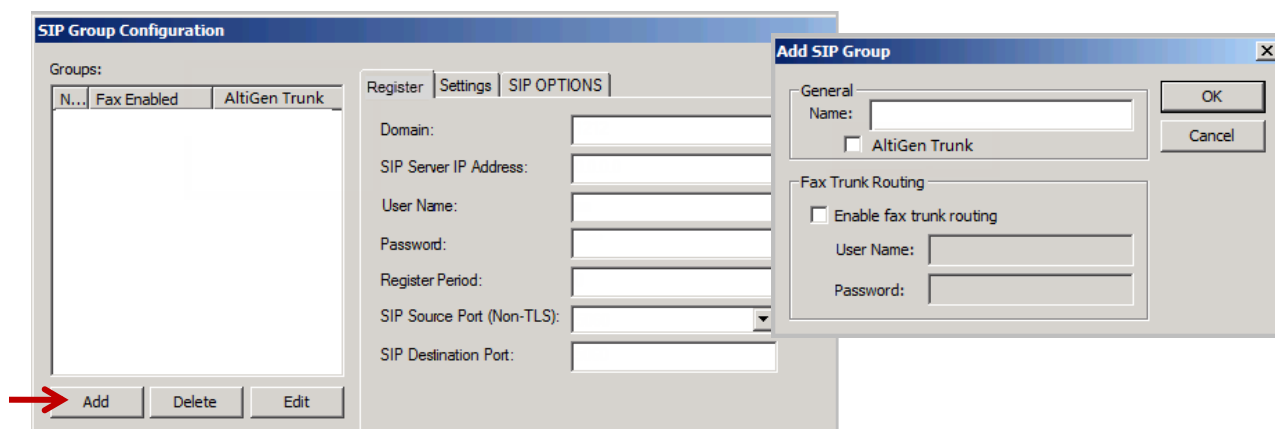 SIP Group Configuration
Groups:
N... Fax Enabled AltiGen Trunk
Add Delete Edit
Register Settings SIP OPTIONS
Domain:
SIP Server IP Address:
User Name:
Password:
Register Period:
SIP Source Port (Non-TLS):
SIP Destination Port:
Add SIP Group
General
Name:
AltiGen Trunk
OK
Cancel
Fax Trunk Routing
Enable fax trunk routing
User Name:
Password: